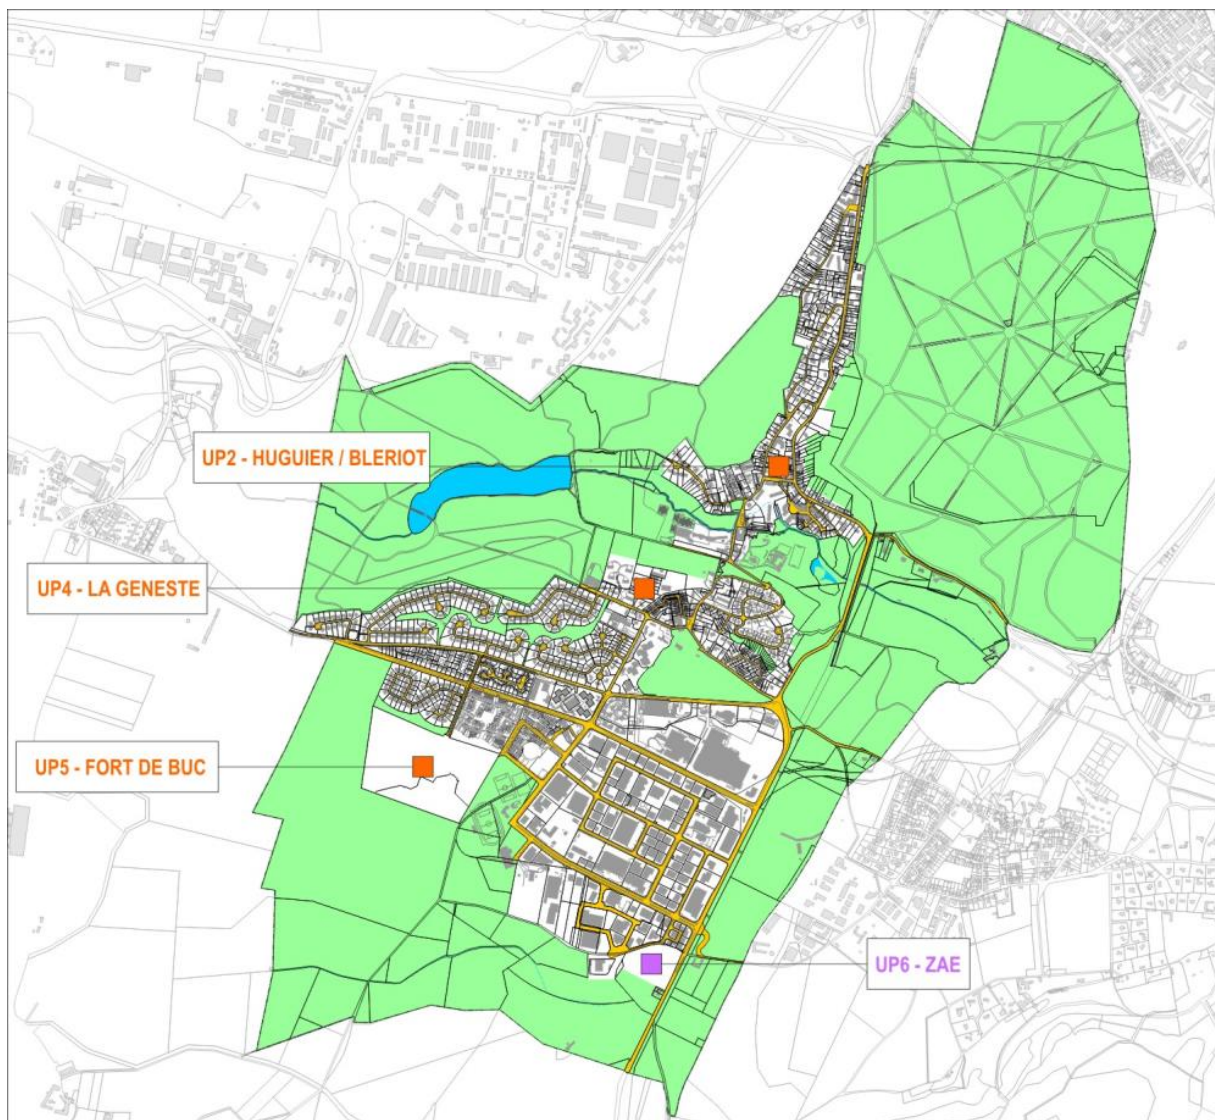 UP2 - HUGUIER / BLERIOT
UP4 - LA GENESTE
UP5 - FORT DE BUC
UP6 - ZAE